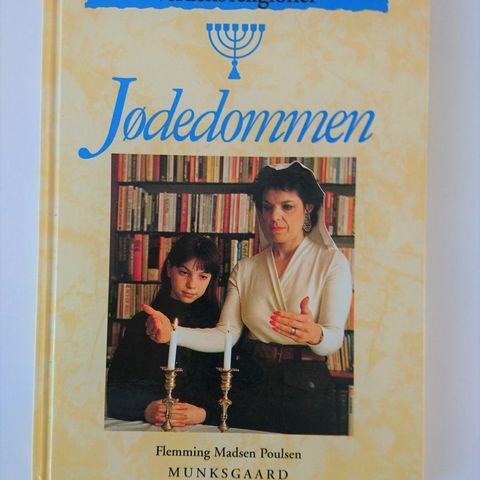 Jødedommen
Flemming Madsen Poulsen
MUNKSGAARD